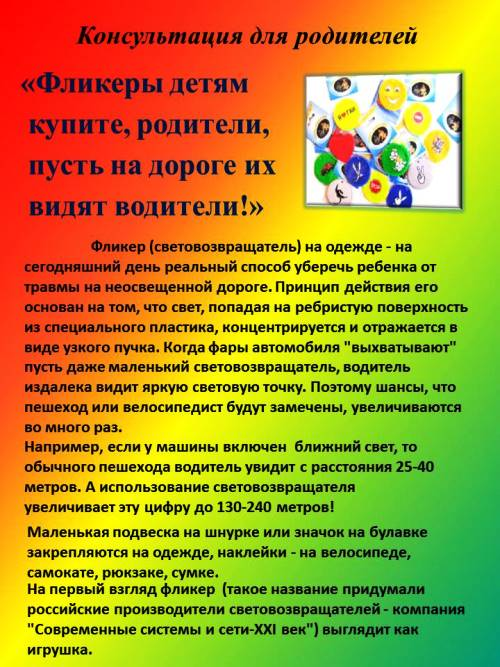 Консультация для родителей
«Фликеры детям
купите, родители,
пусть на дороге их
видят водители!»
Фликер (световозвращатель) на одежде - на
сегодняшний день реальный способ уберечь ребенка от
травмы на неосвещенной дороге. Принцип действия его
основан на том, что свет, попадая на ребристую поверхность
из специального пластика, концентрируется и отражается в
виде узкого пучка. Когда фары автомобиля "выхватывают"
пусть даже маленький световозвращатель, водитель
издалека видит яркую световую точку. Поэтому шансы, что
пешеход или велосипедист будут замечены, увеличиваются
во много раз.
Например, если у машины включен ближний свет, то
обычного пешехода водитель увидит с расстояния 25-40
метров. А использование световозвращателя
увеличивает эту цифру до 130-240 метров!
Маленькая подвеска на шнурке или значок на булавке
закрепляются на одежде, наклейки - на велосипеде,
самокате, рюкзаке, сумке.
На первый взгляд фликер (такое название придумали
российские производители световозвращателей - компания
"Современные системы и сети-XXI век") выглядит как
игрушка.